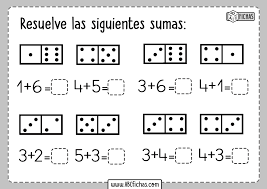 ABCFICHAS
Resuelve las siguientes sumas:
1+6= 4+5= 3+6= 4+1=
3+2= 5+3= 3+4= 4+3=
www.ABCfichas.com